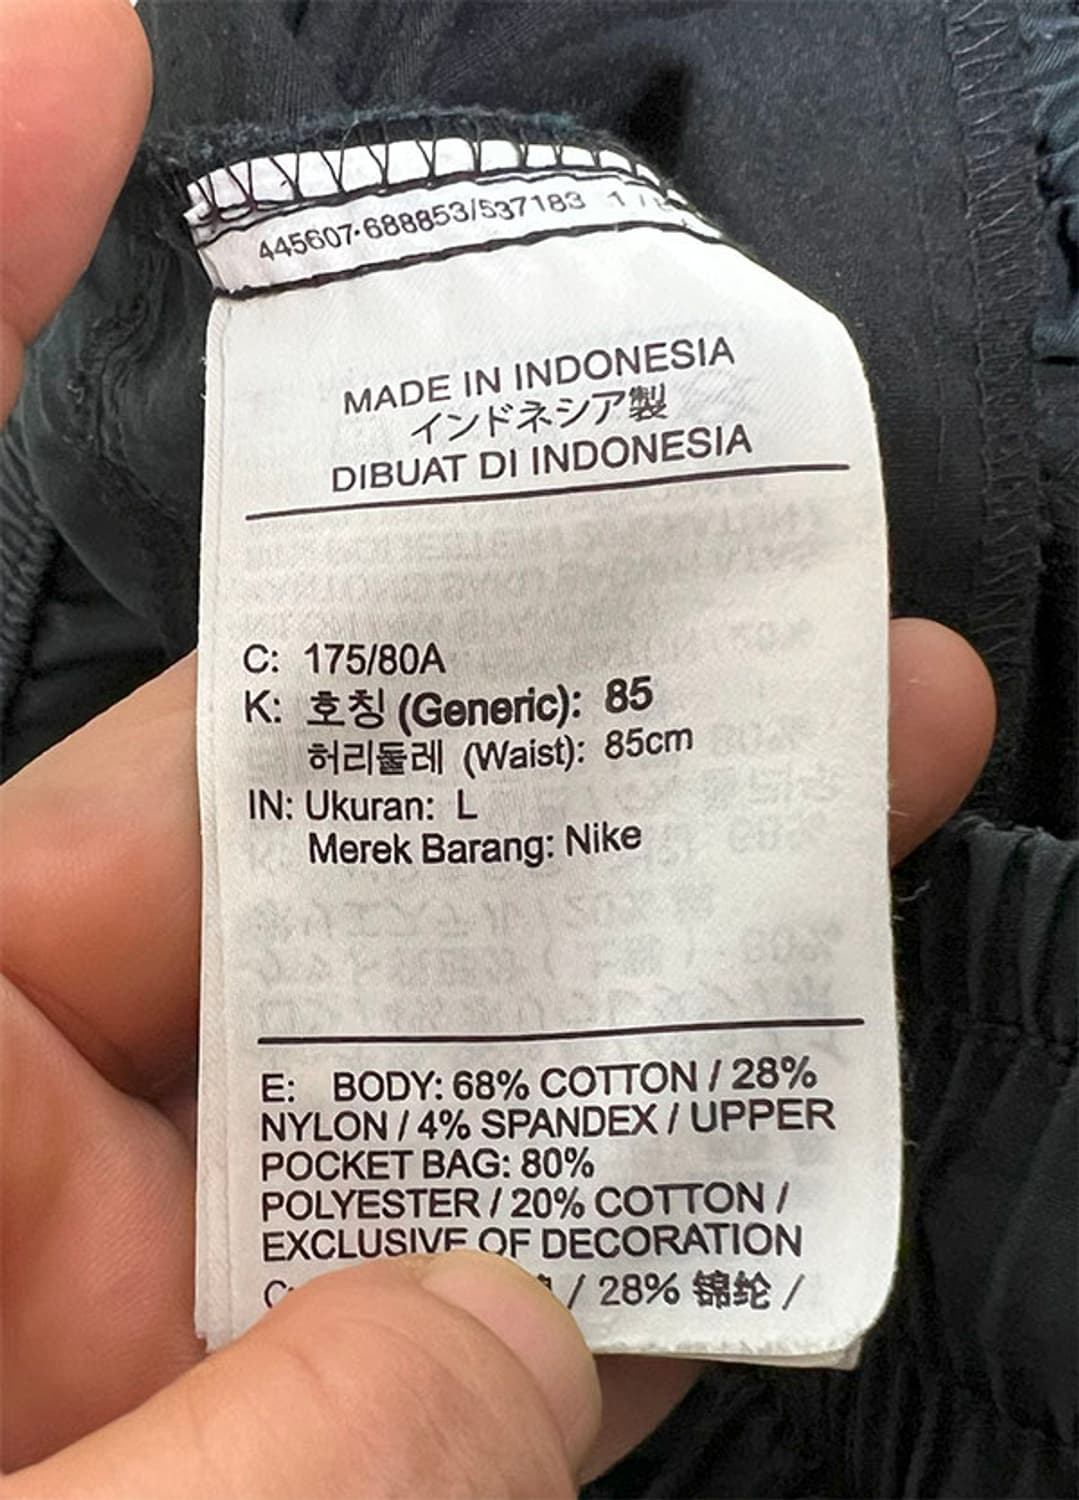 445607·688853/537183 1 /
MADE IN INDONESIA
インドネシア製
DIBUAT DI INDONESIA
C: 175/80A
K: 호칭 (Generic): 85
허리둘레 (Waist): 85cm
IN: Ukuran: L
Merek Barang: Nike
E: BODY: 68% COTTON / 28%
NYLON / 4% SPANDEX / UPPER
POCKET BAG: 80%
POLYESTER / 20% COTTON /
EXCLUSIVE OF DECORATION
/ 28% 锦纶 /